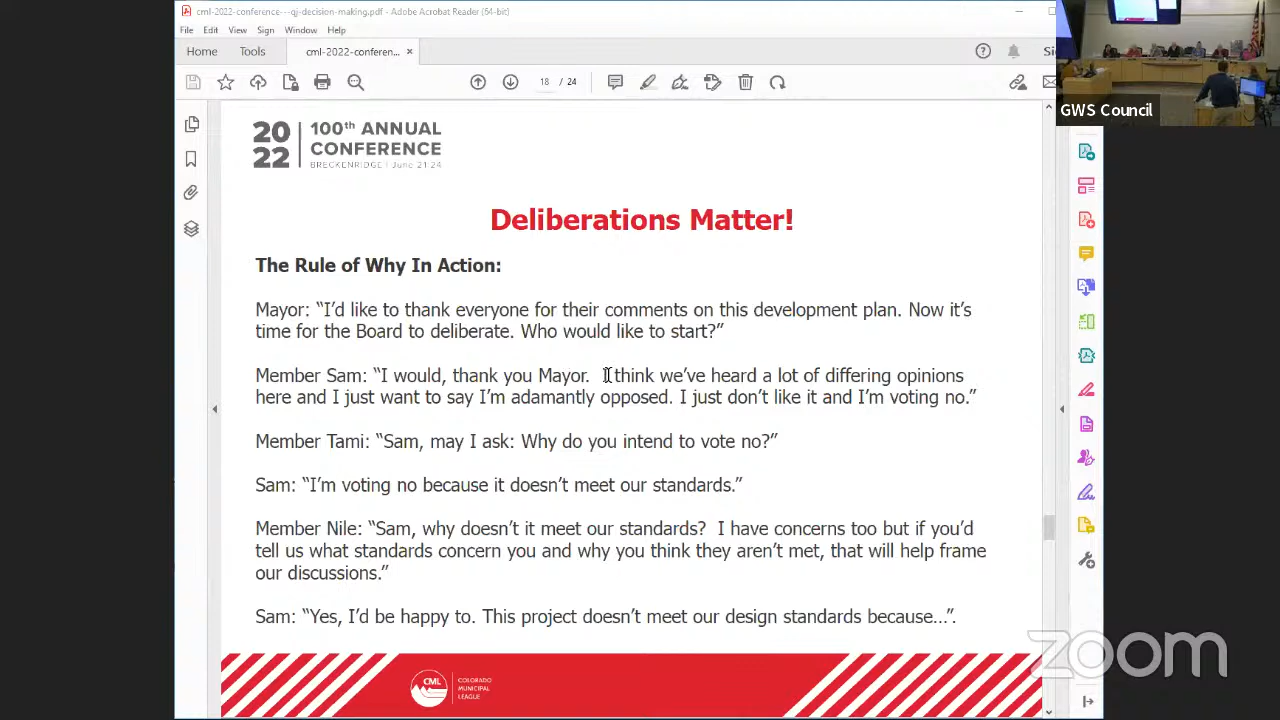 cml-2022-conference---qj-decision-making.pdf - Adobe Acrobat Reader (64-bit)
File Edit View Sign Window Help
Home Tools cml-2022-conferen... ×
18 / 24
GWS Council
20 22 100th ANNUAL CONFERENCE
BRECKENRIDGE | June 21-24
Deliberations Matter!
The Rule of Why In Action:
Mayor: “I’d like to thank everyone for their comments on this development plan. Now it’s
time for the Board to deliberate. Who would like to start?”
Member Sam: “I would, thank you Mayor. I think we’ve heard a lot of differing opinions
here and I just want to say I’m adamantly opposed. I just don’t like it and I’m voting no.”
Member Tami: “Sam, may I ask: Why do you intend to vote no?”
Sam: “I’m voting no because it doesn’t meet our standards.”
Member Nile: “Sam, why doesn’t it meet our standards? I have concerns too but if you’d
tell us what standards concern you and why you think they aren’t met, that will help frame
our discussions.”
Sam: “Yes, I’d be happy to. This project doesn’t meet our design standards because…”.
zoom
CML
COLORADO
MUNICIPAL
LEAGUE